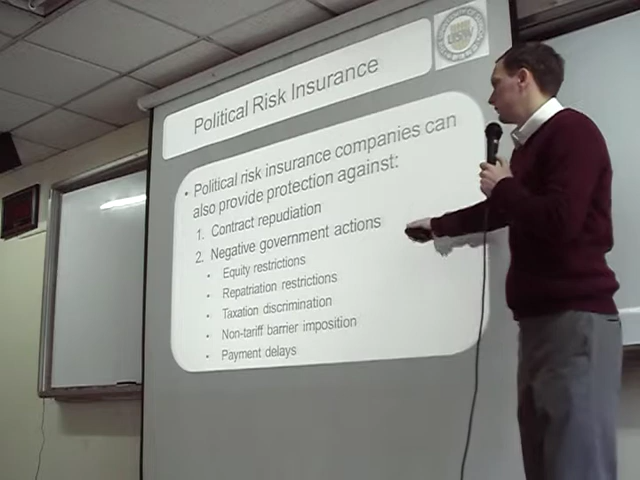 Political Risk Insurance
• Political risk insurance companies can
also provide protection against:
1. Contract repudiation
2. Negative government actions
• Equity restrictions
• Repatriation restrictions
• Taxation discrimination
• Non-tariff barrier imposition
• Payment delays